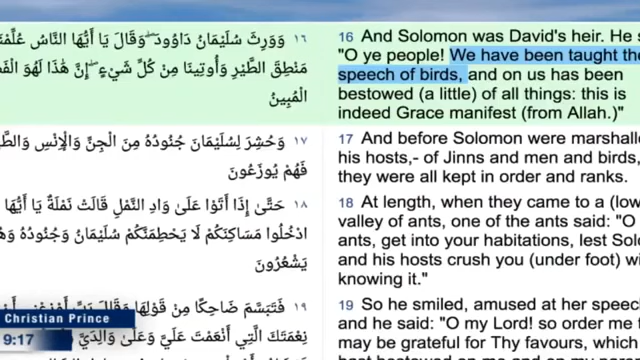 ١٦ وَوَرِثَ سُلَيْمَانُ دَاوُودَ ۖ وَقَالَ يَا أَيُّهَا النَّاسُ عُلِّمْنَا
مَنْطِقَ الطَّيْرِ وَأُوتِينَا مِنْ كُلِّ شَيْءٍ ۖ إِنَّ هَٰذَا لَهُوَ
الْمُبِينُ
١٧ وَحُشِرَ لِسُلَيْمَانَ جُنُودُهُ مِنَ الْجِنِّ وَالْإِنْسِ
فَهُمْ يُوزَعُونَ
١٨ حَتَّىٰ إِذَا أَتَوْا عَلَىٰ وَادِ النَّمْلِ قَالَتْ نَمْلَةٌ يَا أَيُّهَا
ادْخُلُوا مَسَاكِنَكُمْ لَا يَحْطِمَنَّكُمْ سُلَيْمَانُ وَجُنُودُهُ
يَشْعُرُونَ
١٩ فَتَبَسَّمَ ضَاحِكًا مِنْ قَوْلِهَا وَقَالَ رَبِّ
نِعْمَتَكَ الَّتِي أَنْعَمْتَ عَلَيَّ وَعَلَىٰ وَالِدَيَّ
16 And Solomon was David's heir. He s
"O ye people! We have been taught the
speech of birds, and on us has been
bestowed (a little) of all things: this is
indeed Grace manifest (from Allah.)"
17 And before Solomon were marshalle
his hosts,- of Jinns and men and birds,
they were all kept in order and ranks.
18 At length, when they came to a (low
valley of ants, one of the ants said: "O
ants, get into your habitations, lest Solo
and his hosts crush you (under foot) wi
knowing it."
19 So he smiled, amused at her speec
and he said: "O my Lord! so order me t
may be grateful for Thy favours, which
Christian Prince
9:17